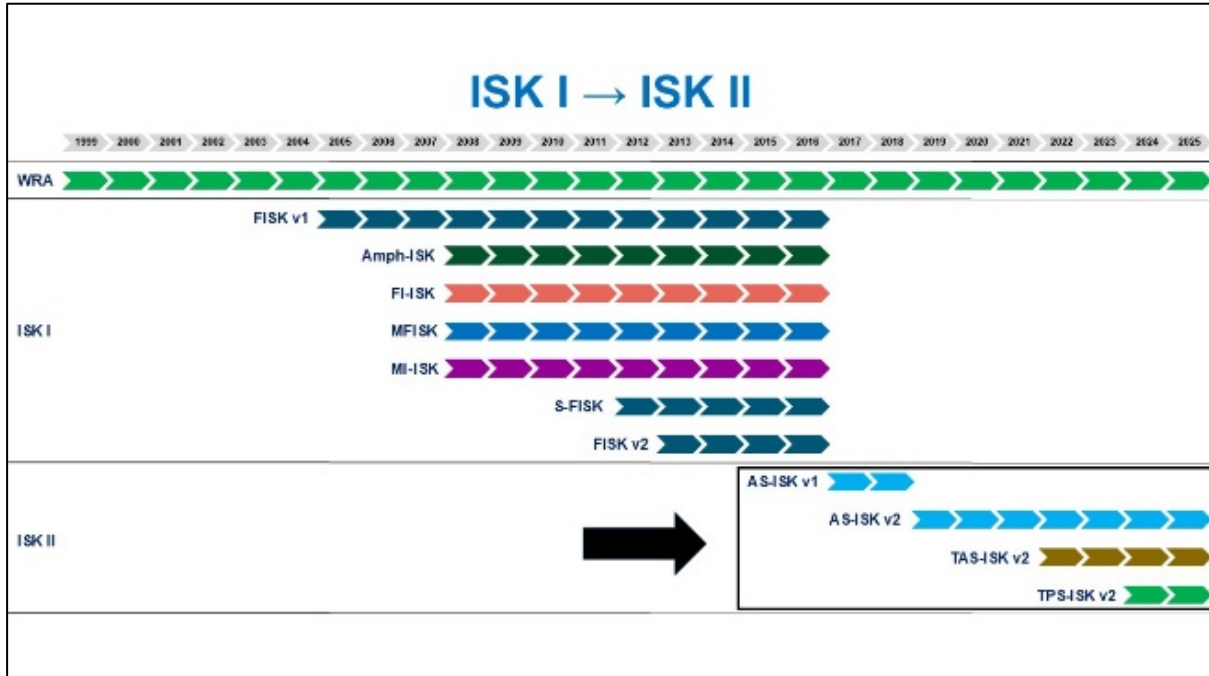 ISK I → ISK II
1999 2000 2001 2002 2003 2004 2005 2006 2007 2008 2009 2010 2011 2012 2013 2014 2015 2016 2017 2018 2019 2020 2021 2022 2023 2024 2025
WRA
FISK v1
Amph-ISK
FI-ISK
ISK I
MFISK
MI-ISK
S-FISK
FISK v2
AS-ISK v1
AS-ISK v2
ISK II
TAS-ISK v2
TPS-ISK v2